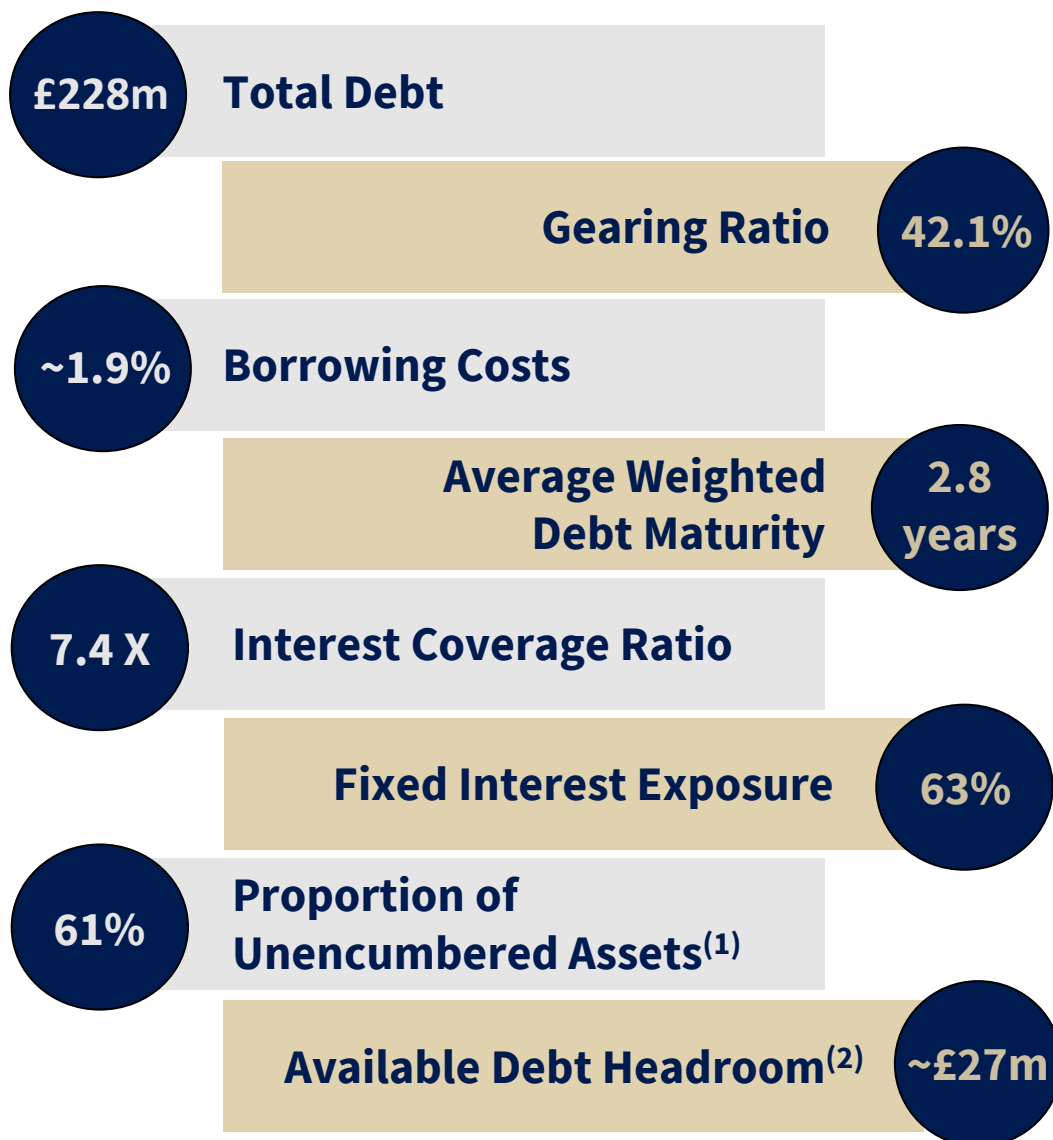 £228m Total Debt
Gearing Ratio 42.1%
~1.9% Borrowing Costs
Average Weighted
Debt Maturity
2.8
years
7.4 X Interest Coverage Ratio
Fixed Interest Exposure 63%
61%
Proportion of
Unencumbered Assets(1)
Available Debt Headroom(2) ~£27m